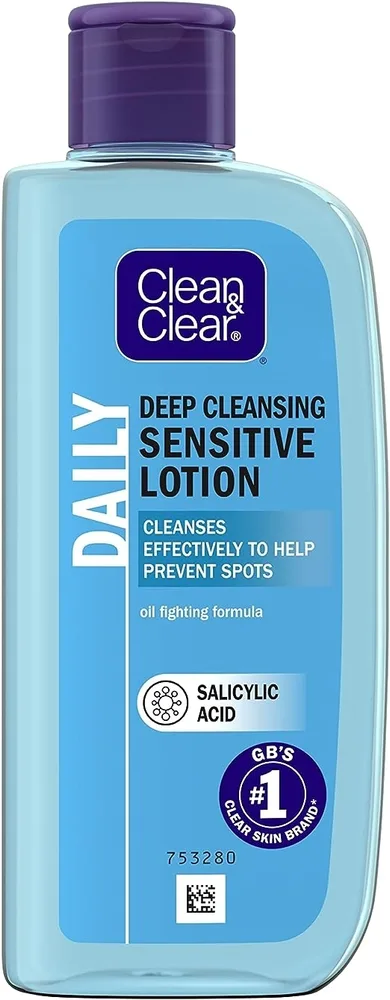 Clean &
Clear®
®
DAILY
DEEP CLEANSING
SENSITIVE
LOTION
CLEANSES
EFFECTIVELY TO HELP
PREVENT SPOTS
oil fighting formula
SALICYLIC
ACID
GB'S
#1
CLEAR SKIN BRAND*
753280